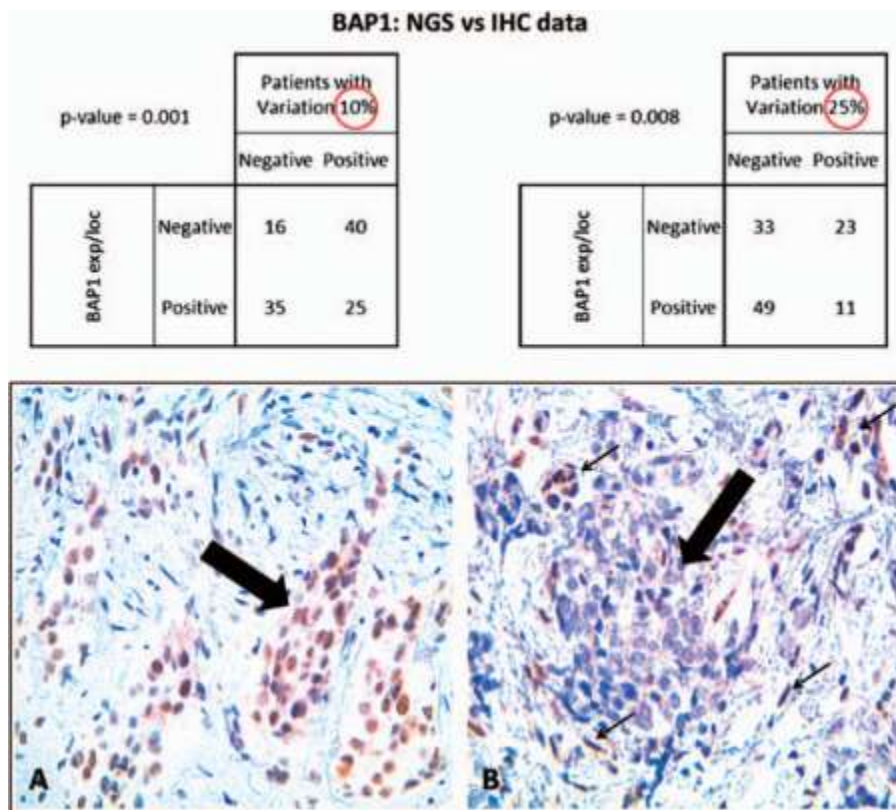 BAP1: NGS vs IHC data
p-value = 0.001
Patients with
Variation 10%
Negative Positive
BAP1 exp/loc
Negative 16 40
Positive 35 25
p-value = 0.008
Patients with
Variation 25%
Negative Positive
BAP1 exp/loc
Negative 33 23
Positive 49 11
A
B